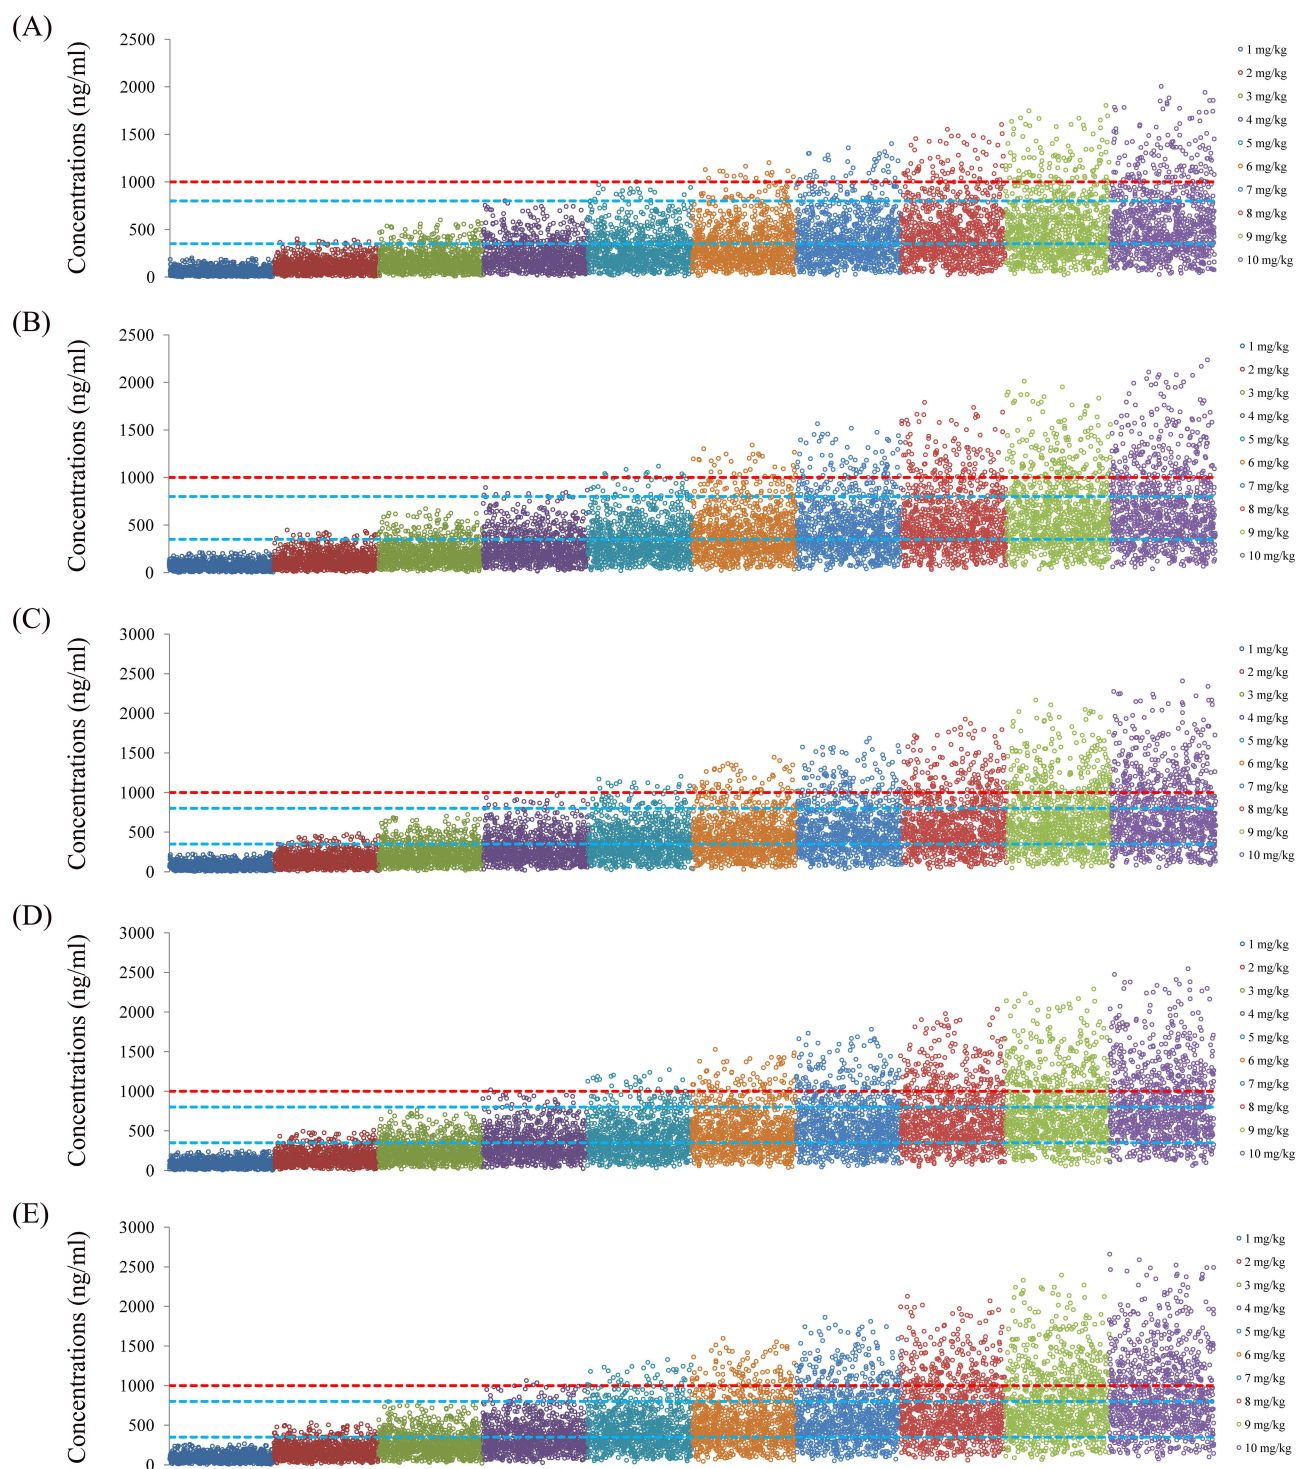 (A)
Concentrations (ng/ml)
2500
2000
1500
1000
500
0
1 mg/kg
2 mg/kg
3 mg/kg
4 mg/kg
5 mg/kg
6 mg/kg
7 mg/kg
8 mg/kg
9 mg/kg
10 mg/kg
(B)
Concentrations (ng/ml)
2500
2000
1500
1000
500
0
1 mg/kg
2 mg/kg
3 mg/kg
4 mg/kg
5 mg/kg
6 mg/kg
7 mg/kg
8 mg/kg
9 mg/kg
10 mg/kg
(C)
Concentrations (ng/ml)
3000
2500
2000
1500
1000
500
0
1 mg/kg
2 mg/kg
3 mg/kg
4 mg/kg
5 mg/kg
6 mg/kg
7 mg/kg
8 mg/kg
9 mg/kg
10 mg/kg
(D)
Concentrations (ng/ml)
3000
2500
2000
1500
1000
500
0
1 mg/kg
2 mg/kg
3 mg/kg
4 mg/kg
5 mg/kg
6 mg/kg
7 mg/kg
8 mg/kg
9 mg/kg
10 mg/kg
(E)
Concentrations (ng/ml)
3000
2500
2000
1500
1000
500
0
1 mg/kg
2 mg/kg
3 mg/kg
4 mg/kg
5 mg/kg
6 mg/kg
7 mg/kg
8 mg/kg
9 mg/kg
10 mg/kg